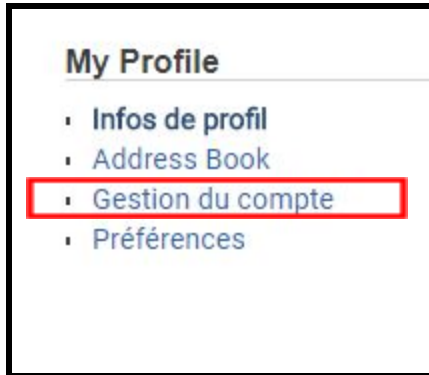 My Profile
Infos de profil
Address Book
Gestion du compte
Préférences